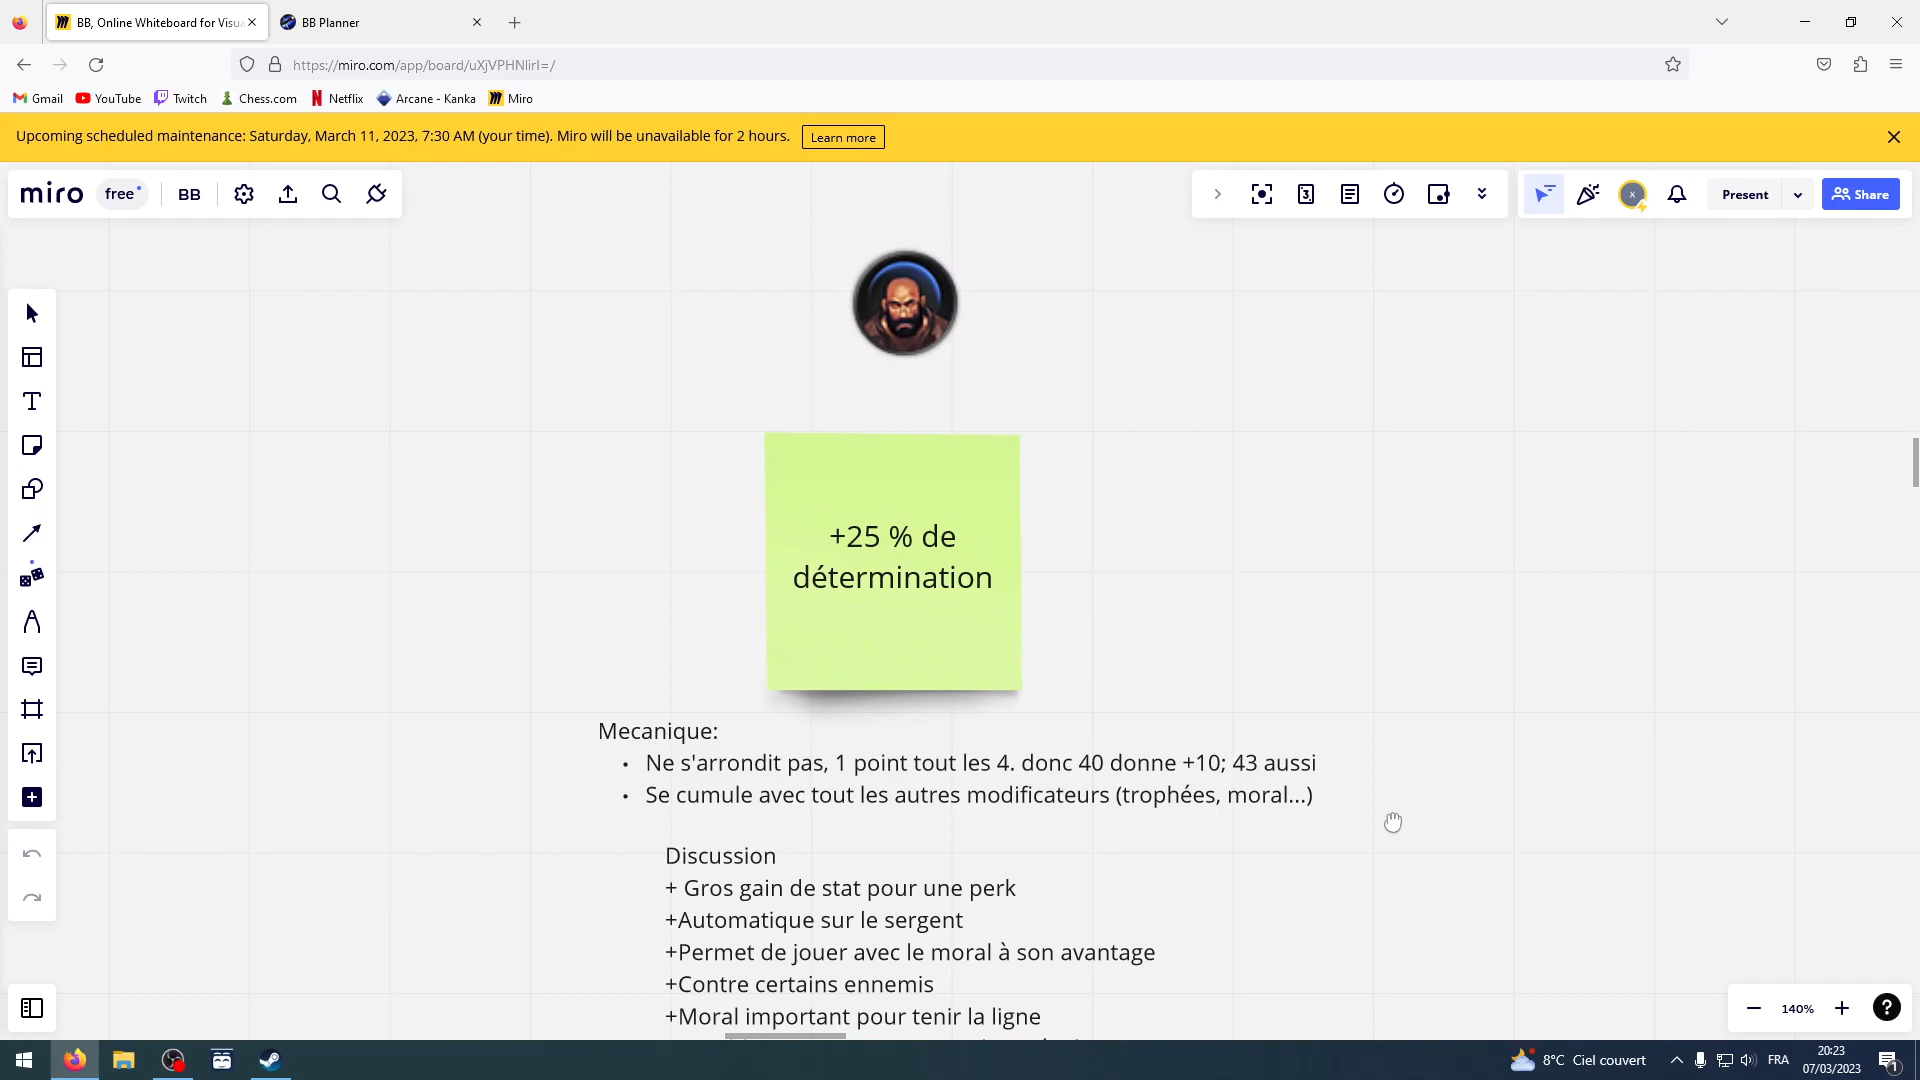 BB, Online Whiteboard for Visua
BB Planner
https://miro.com/app/board/uXjVPHNlirI=/
Gmail
YouTube
Twitch
Chess.com
Netflix
Arcane - Kanka
Miro
Upcoming scheduled maintenance: Saturday, March 11, 2023, 7:30 AM (your time). Miro will be unavailable for 2 hours.
Learn more
miro
free
BB
Present
Share
+25 % de
détermination
Mecanique:
• Ne s'arrondit pas, 1 point tout les 4. donc 40 donne +10; 43 aussi
• Se cumule avec tout les autres modificateurs (trophées, moral...)
Discussion
+ Gros gain de stat pour une perk
+Automatique sur le sergent
+Permet de jouer avec le moral à son avantage
+Contre certains ennemis
+Moral important pour tenir la ligne
140%
8°C Ciel couvert
FRA
20:23
07/03/2023
1